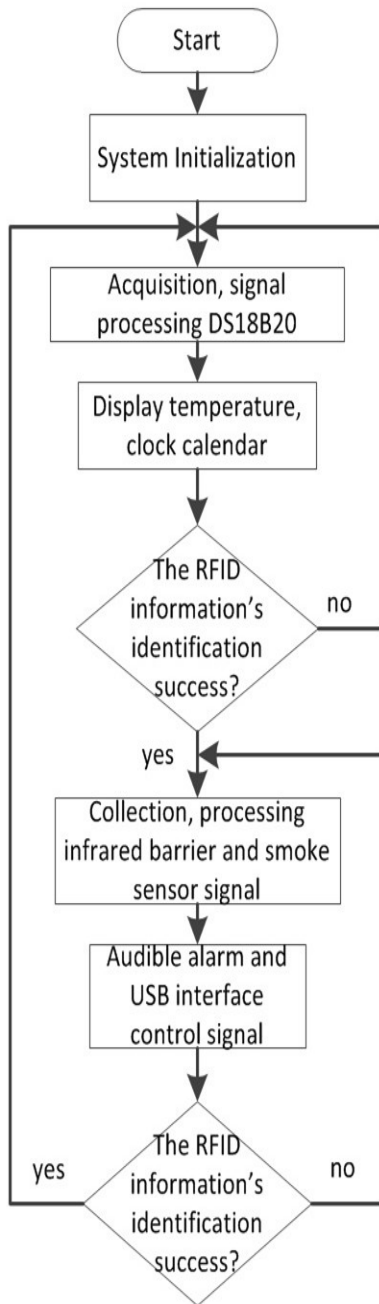 Start
System Initialization
Acquisition, signal
processing DS18B20
Display temperature,
clock calendar
The RFID
information's
identification
success?
no
yes
Collection, processing
infrared barrier and smoke
sensor signal
Audible alarm and
USB interface
control signal
yes
The RFID
information's
identification
success?
no